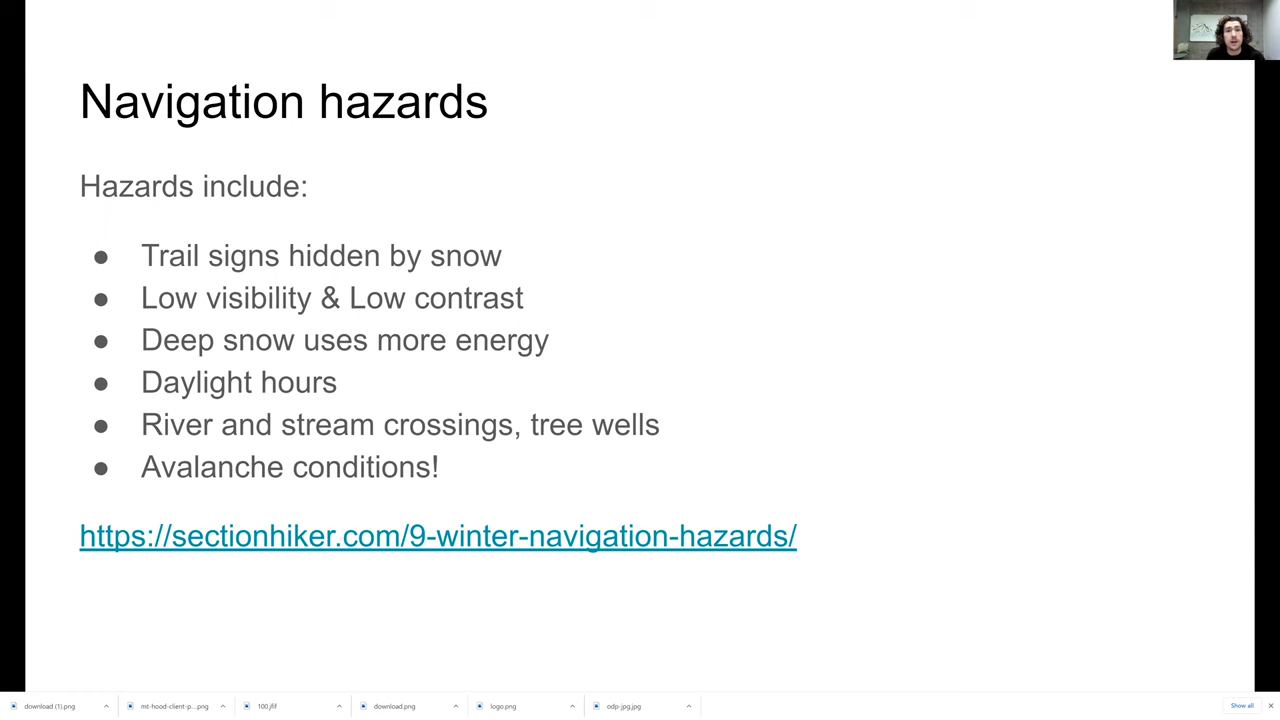 Navigation hazards
Hazards include:
● Trail signs hidden by snow
● Low visibility & Low contrast
● Deep snow uses more energy
● Daylight hours
● River and stream crossings, tree wells
● Avalanche conditions!
https://sectionhiker.com/9-winter-navigation-hazards/
download (1).png mt-hood-client-p....png 100.jfif download.png logo.png odp-jpg.jpg Show all